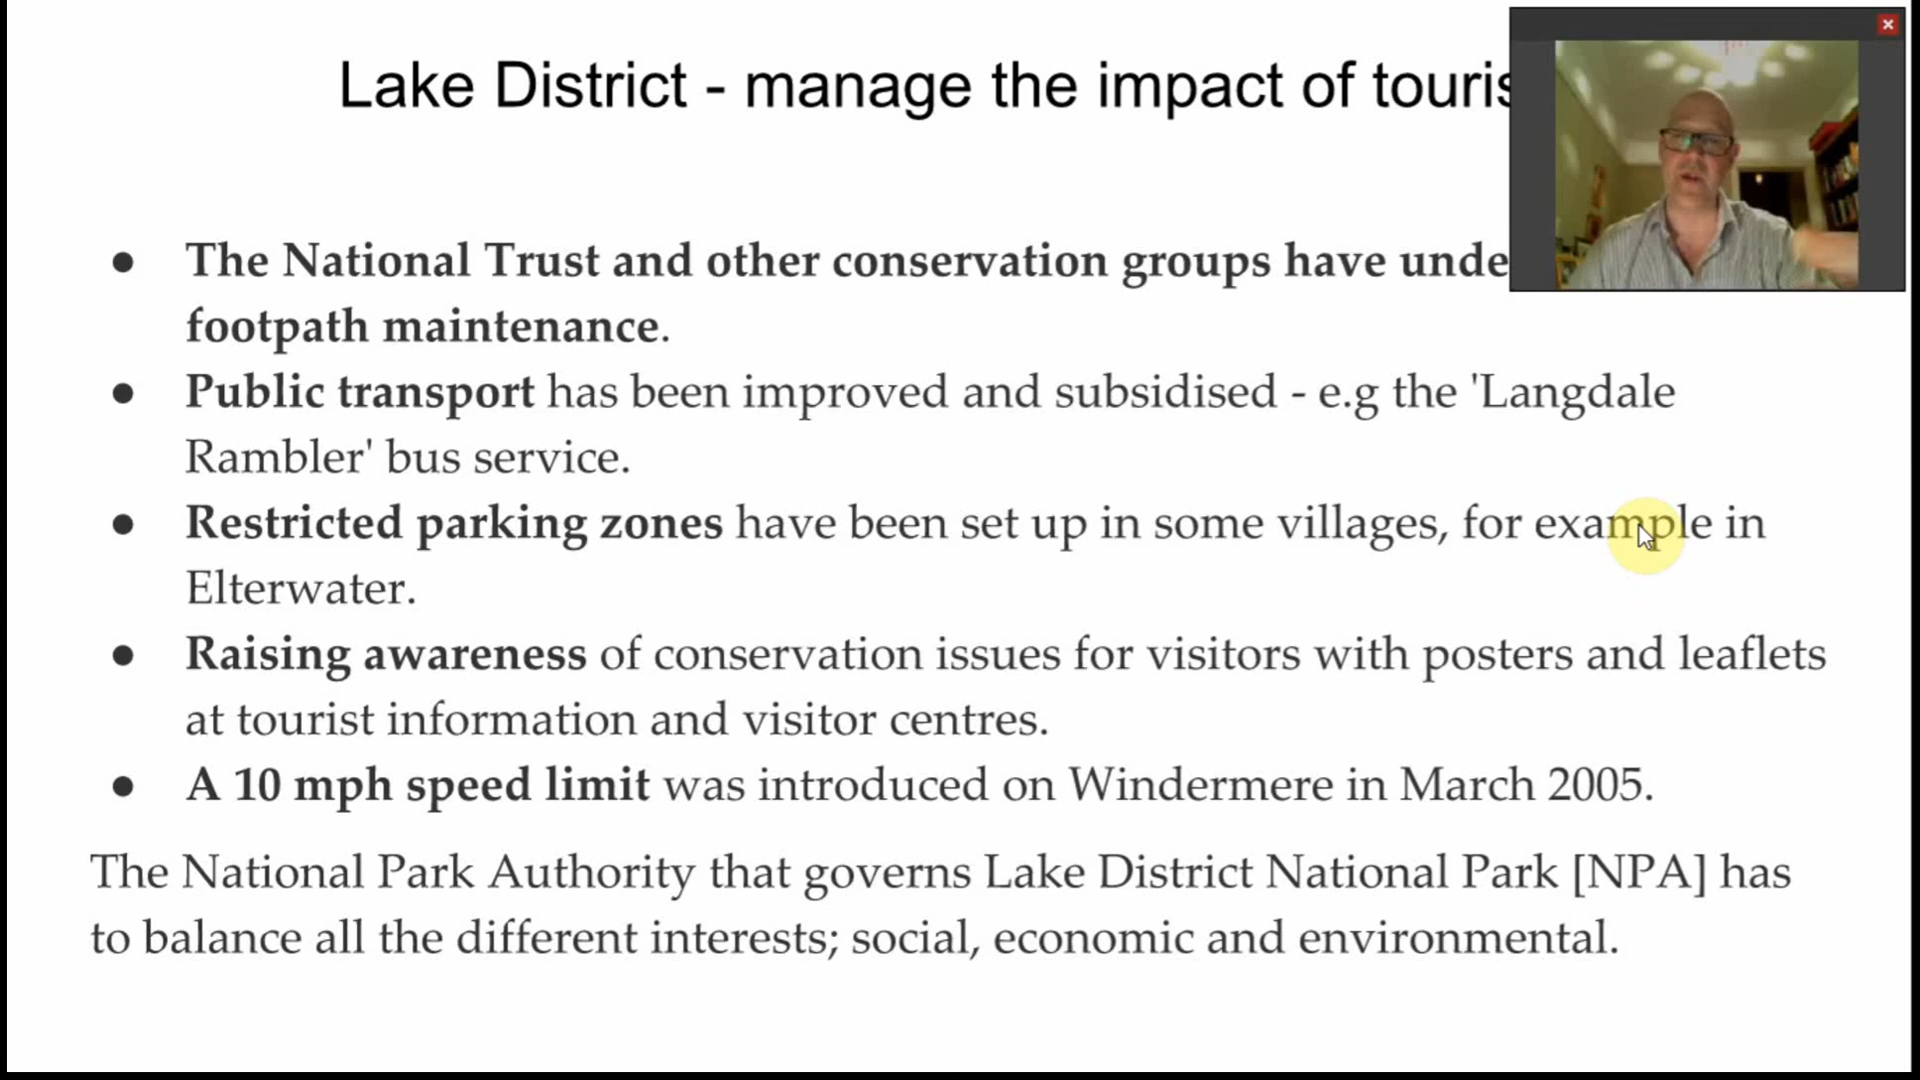 Lake District - manage the impact of
● The National Trust and other conservation groups have
footpath maintenance.
● Public transport has been improved and subsidised - e.g the 'Langdale
Rambler' bus service.
● Restricted parking zones have been set up in some villages, for example in
Elterwater.
● Raising awareness of conservation issues for visitors with posters and leaflets
at tourist information and visitor centres.
● A 10 mph speed limit was introduced on Windermere in March 2005.
The National Park Authority that governs Lake District National Park [NPA] has
to balance all the different interests; social, economic and environmental.